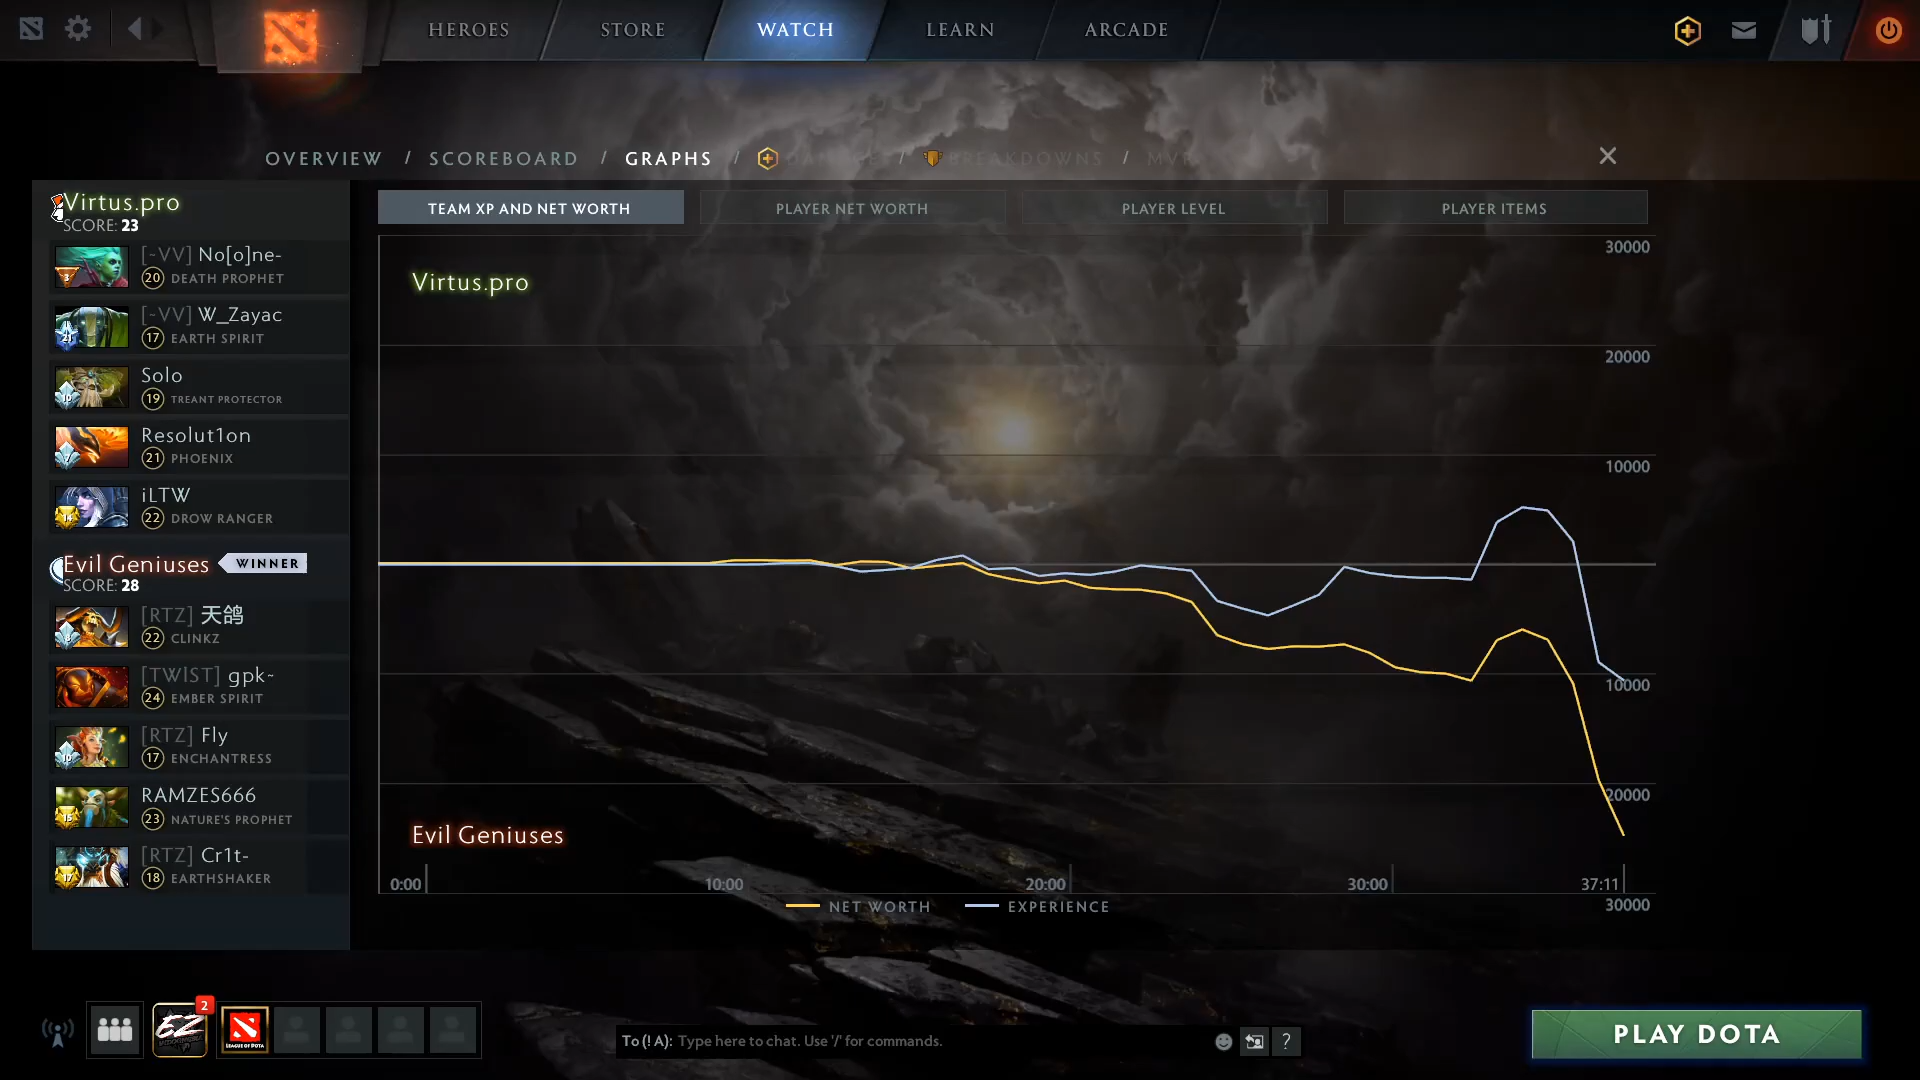 HEROES
STORE
WATCH
LEARN
ARCADE
OVERVIEW / SCOREBOARD / GRAPHS / / BREAKDOWNS / MVP
Virtus.pro
SCORE: 23
[~VV] No[o]ne-
20 DEATH PROPHET
[~VV] W_Zayac
17 EARTH SPIRIT
Solo
19 TREANT PROTECTOR
Resolut1on
21 PHOENIX
iLTW
22 DROW RANGER
Evil Geniuses WINNER
SCORE: 28
[RTZ] 天鸽
22 CLINKZ
[TWIST] gpk~
24 EMBER SPIRIT
[RTZ] Fly
17 ENCHANTRESS
RAMZES666
23 NATURE'S PROPHET
[RTZ] Cr1t-
18 EARTHSHAKER
TEAM XP AND NET WORTH
PLAYER NET WORTH
PLAYER LEVEL
PLAYER ITEMS
30000
Virtus.pro
20000
10000
10000
20000
Evil Geniuses
0:00 10:00 20:00 30:00 37:11
30000
NET WORTH EXPERIENCE
2
To (! A): Type here to chat. Use '/' for commands.
?
PLAY DOTA